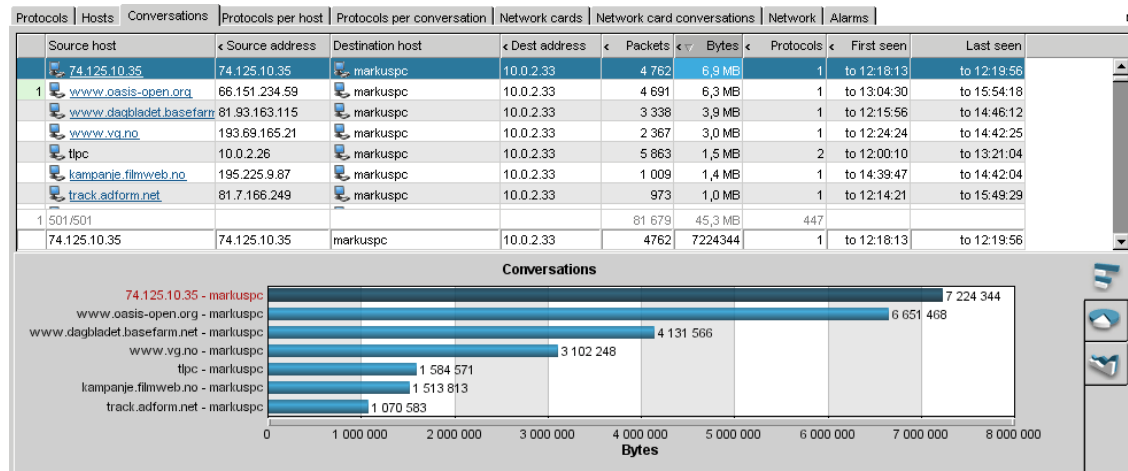 Protocols Hosts Conversations Protocols per host Protocols per conversation Network cards Network card conversations Network Alarms
Source host < Source address Destination host < Dest address < Packets < Bytes < Protocols < First seen Last seen
74.125.10.35 74.125.10.35 markuspc 10.0.2.33 4 762 6,9 MB 1 to 12:18:13 to 12:19:56
1 www.oasis-open.org 66.151.234.59 markuspc 10.0.2.33 4 691 6,3 MB 1 to 13:04:30 to 15:54:18
www.dagbladet.basefarm 81.93.163.115 markuspc 10.0.2.33 3 338 3,9 MB 1 to 12:15:56 to 14:46:12
www.vg.no 193.69.165.21 markuspc 10.0.2.33 2 367 3,0 MB 1 to 12:24:24 to 14:42:25
tlpc 10.0.2.26 markuspc 10.0.2.33 5 863 1,5 MB 2 to 12:00:10 to 13:21:04
kampanje.filmweb.no 195.225.9.87 markuspc 10.0.2.33 1 009 1,4 MB 1 to 14:39:47 to 14:42:04
track.adform.net 81.7.166.249 markuspc 10.0.2.33 973 1,0 MB 1 to 12:14:21 to 15:49:29
1 501/501 81 679 45,3 MB 447
74.125.10.35 74.125.10.35 markuspc 10.0.2.33 4762 7224344 1 to 12:18:13 to 12:19:56
Conversations
74.125.10.35 - markuspc 7 224 344
www.oasis-open.org - markuspc 6 651 468
www.dagbladet.basefarm.net - markuspc 4 131 566
www.vg.no - markuspc 3 102 248
tlpc - markuspc 1 584 571
kampanje.filmweb.no - markuspc 1 513 813
track.adform.net - markuspc 1 070 583
0 1 000 000 2 000 000 3 000 000 4 000 000 5 000 000 6 000 000 7 000 000 8 000 000
Bytes